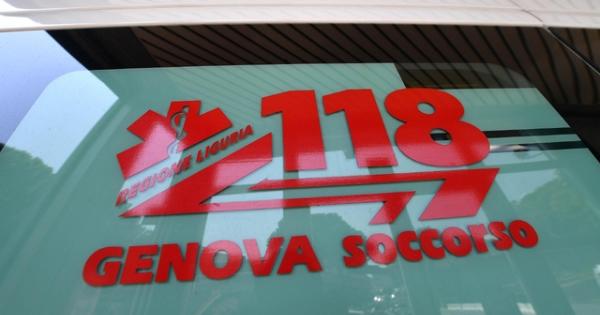 118
REGIONE LIGURIA
GENOVA Soccorso